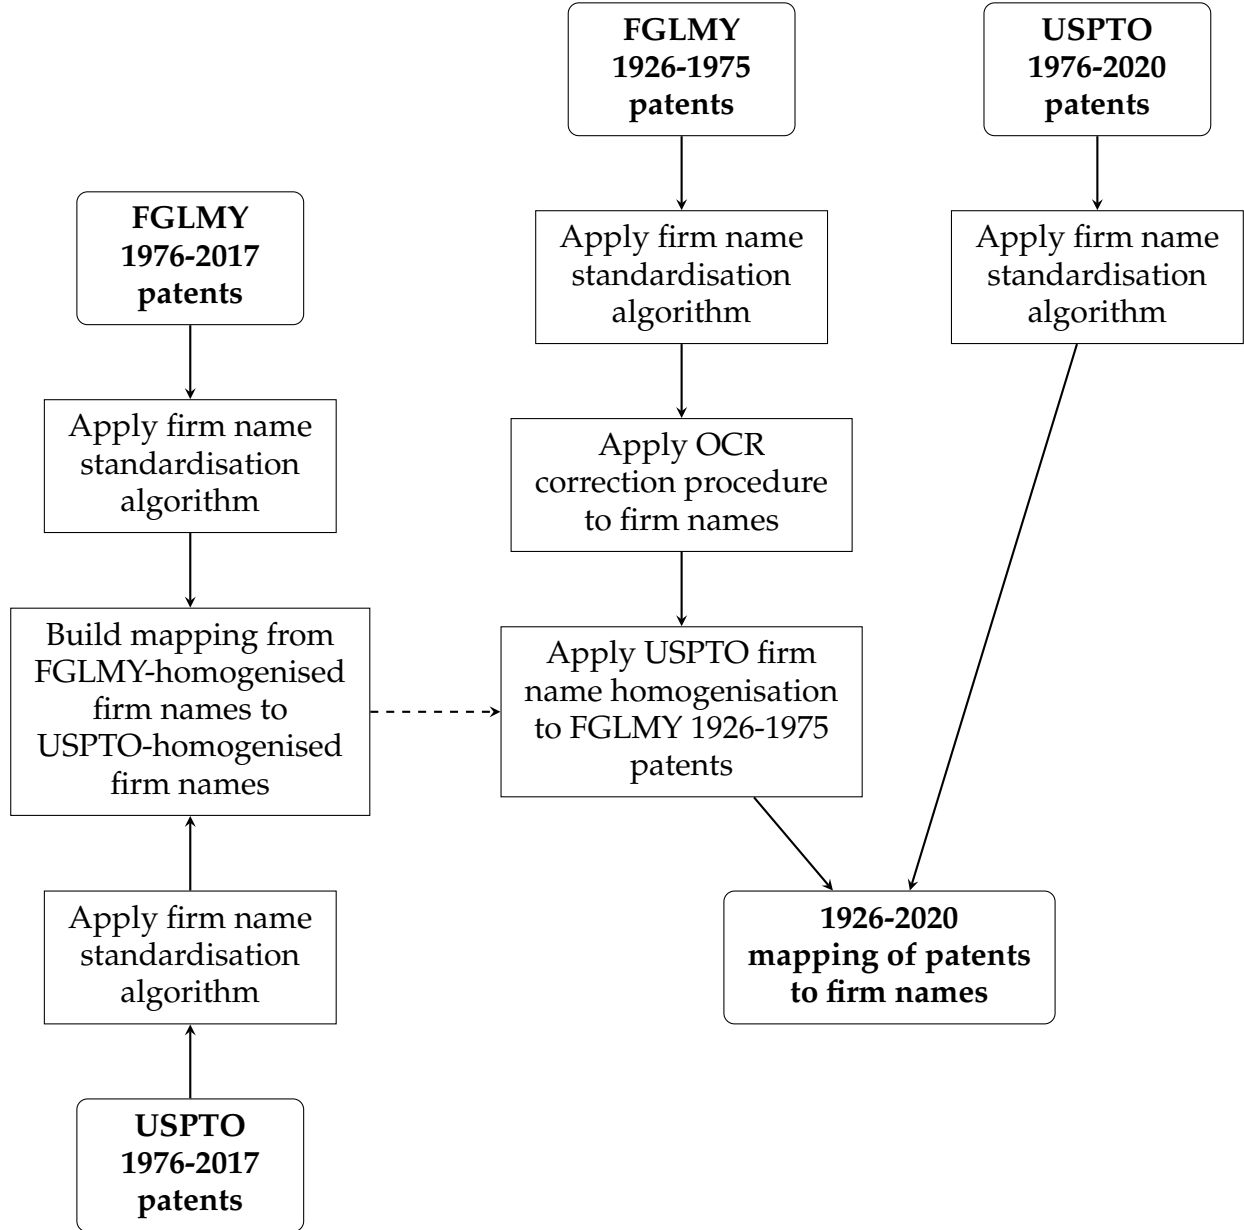 FGLMY
1926-1975
patents
USPTO
1976-2020
patents
FGLMY
1976-2017
patents
Apply firm name
standardisation
algorithm
Apply firm name
standardisation
algorithm
Apply firm name
standardisation
algorithm
Apply OCR
correction procedure
to firm names
Build mapping from
FGLMY-homogenised
firm names to
USPTO-homogenised
firm names
Apply USPTO firm
name homogenisation
to FGLMY 1926-1975
patents
Apply firm name
standardisation
algorithm
1926-2020
mapping of patents
to firm names
USPTO
1976-2017
patents